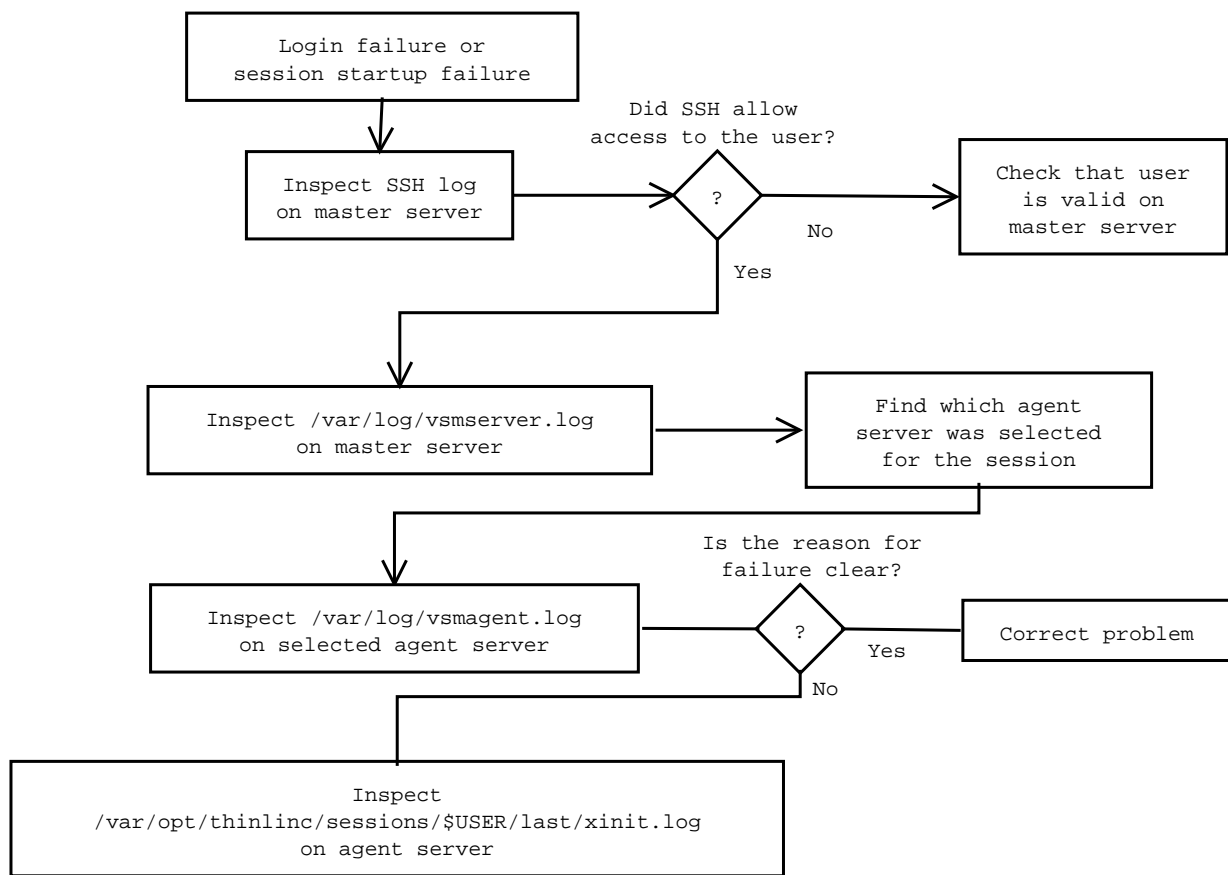 Login failure or
session startup failure
Did SSH allow
access to the user?
Inspect SSH log
on master server
?
No
Yes
Check that user
is valid on
master server
Inspect /var/log/vsmserver.log
on master server
Find which agent
server was selected
for the session
Is the reason for
failure clear?
Inspect /var/log/vsmagent.log
on selected agent server
?
Yes
No
Correct problem
Inspect
/var/opt/thinlinc/sessions/$USER/last/xinit.log
on agent server